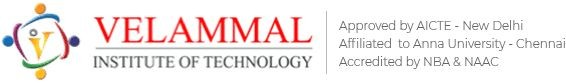 V
VELAMMAL
INSTITUTE OF TECHNOLOGY
Approved by AICTE - New Delhi
Affiliated to Anna University - Chennai
Accredited by NBA & NAAC